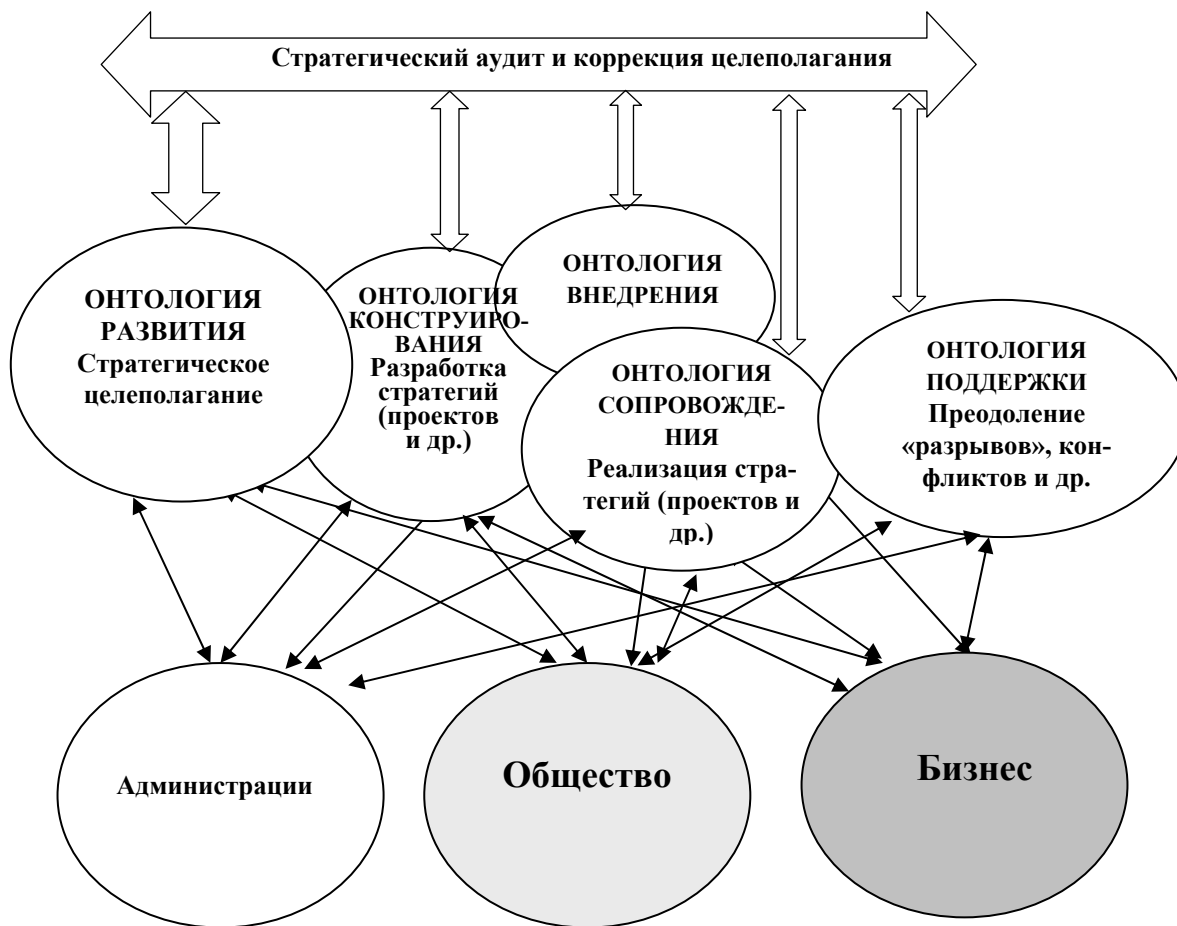 Стратегический аудит и коррекция целеполагания
ОНТОЛОГИЯ
РАЗВИТИЯ
Стратегическое
целеполагание
ОНТОЛОГИЯ
КОНСТРУИРО-
ВАНИЯ
Разработка
стратегий
(проектов
и др.)
ОНТОЛОГИЯ
ВНЕДРЕНИЯ
ОНТОЛОГИЯ
СОПРОВОЖДЕ-
НИЯ
Реализация стра-
тегий (проектов и
др.)
ОНТОЛОГИЯ
ПОДДЕРЖКИ
Преодоление
«разрывов», кон-
фликтов и др.
Администрации
Общество
Бизнес